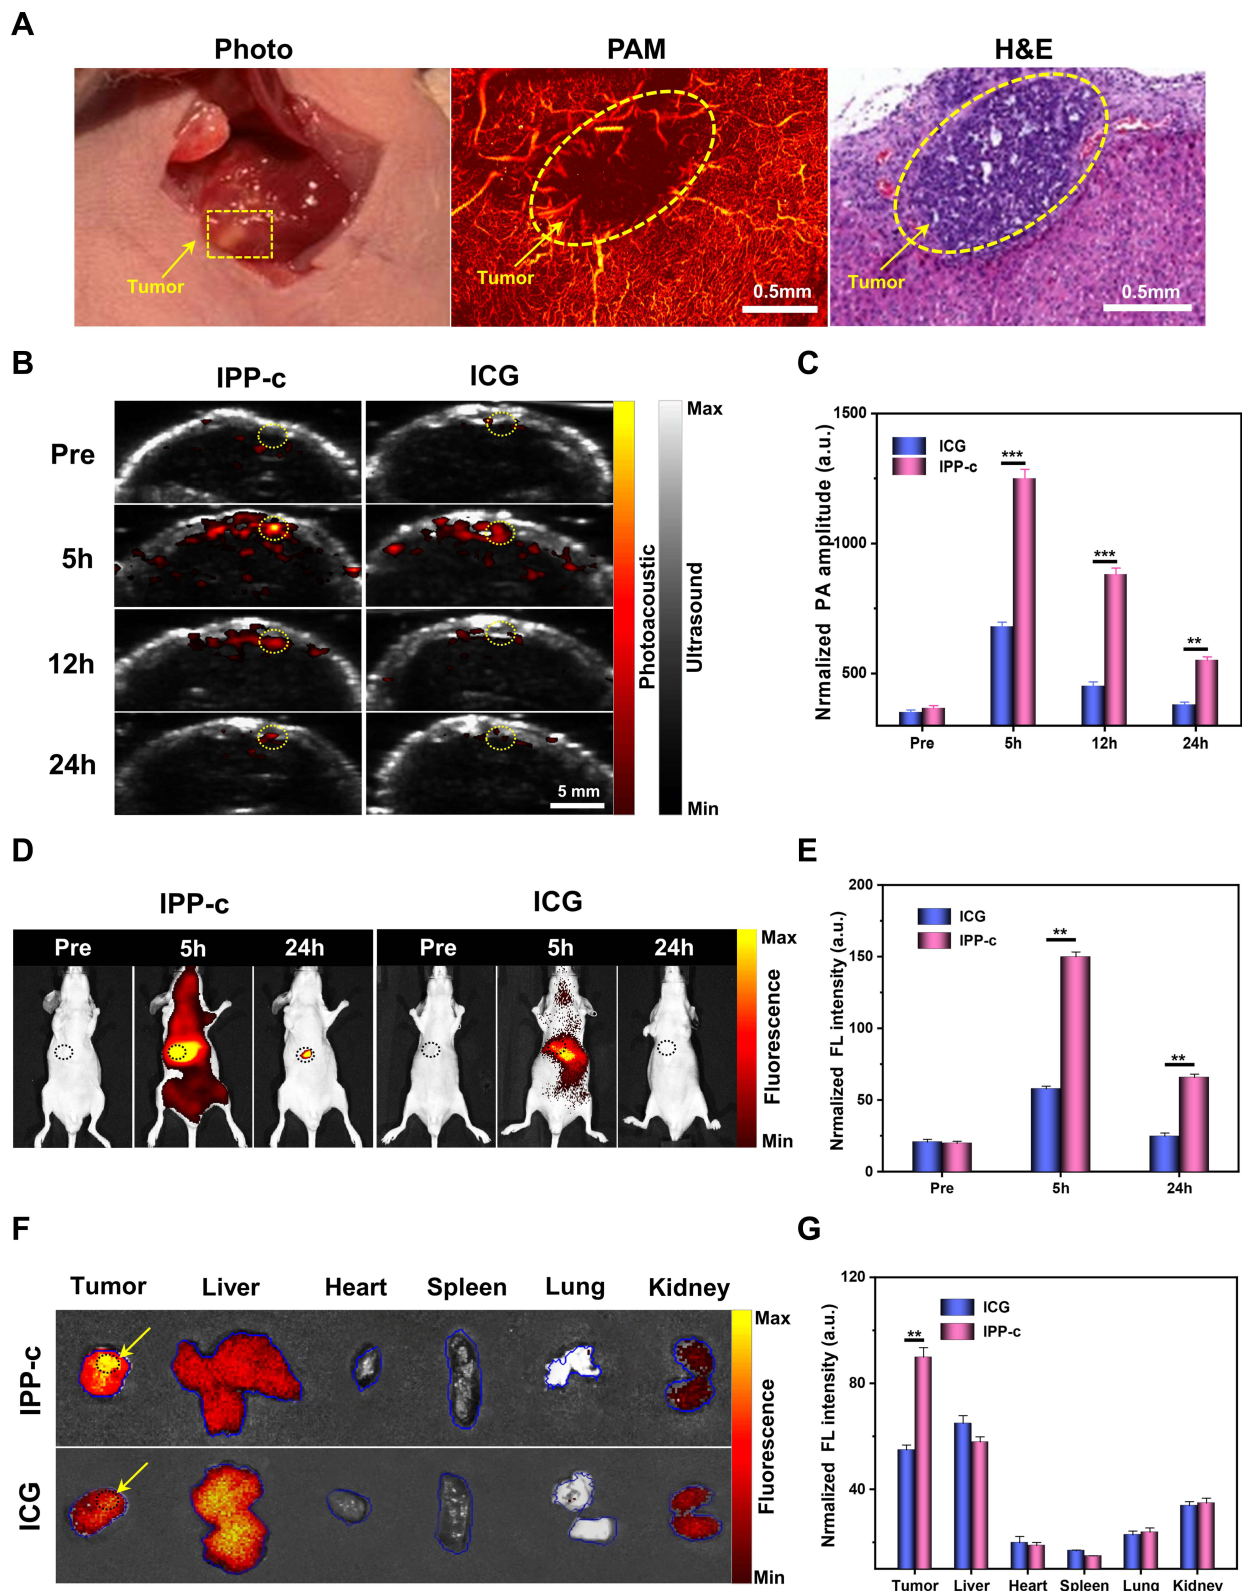 A
Photo
PAM
H&E
Tumor
Tumor
0.5mm
Tumor
0.5mm
B
IPP-c
ICG
Pre
5h
12h
24h
5 mm
Photoacoustic
Max
Ultrasound
Min
C
Nrmalized PA amplitude (a.u.)
1500
1000
500
ICG
IPP-c
***
***
**
Pre
5h
12h
24h
D
IPP-c
ICG
Pre
5h
24h
Pre
5h
24h
Max
Fluorescence
Min
E
Nrmalized FL intensity (a.u.)
200
150
100
50
0
ICG
IPP-c
**
**
Pre
5h
24h
F
Tumor
Liver
Heart
Spleen
Lung
Kidney
IPP-c
ICG
Max
Fluorescence
Min
G
Nrmalized FL intensity (a.u.)
120
80
40
ICG
IPP-c
**
Tumor
Liver
Heart
Spleen
Lung
Kidney